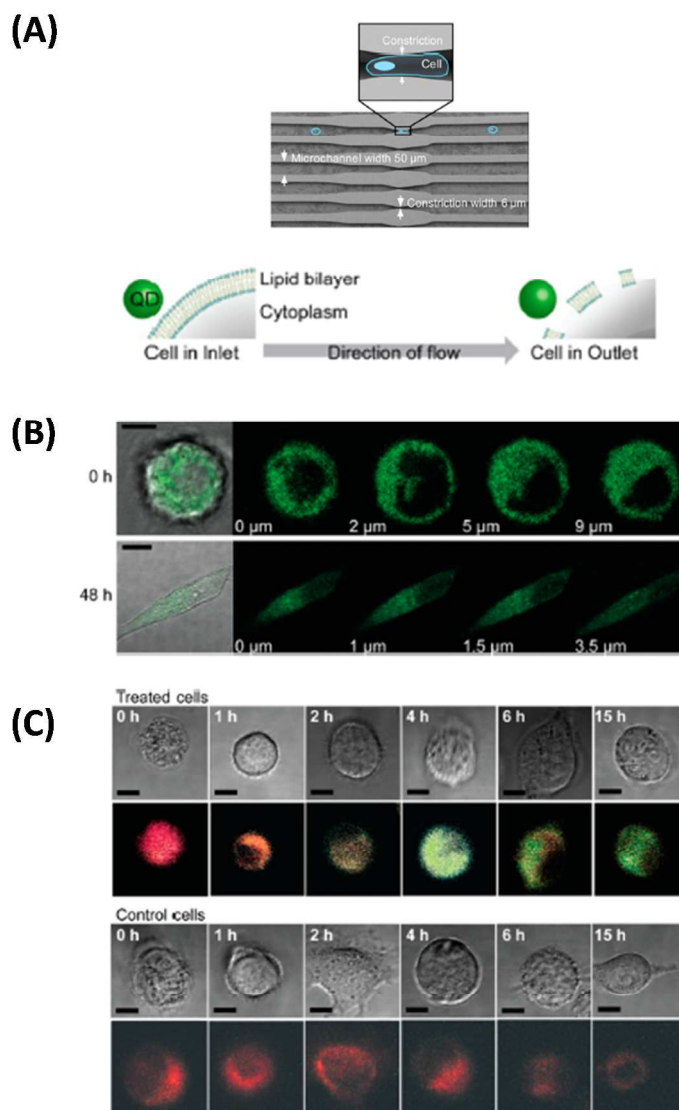 (A)
Constriction
Cell
Microchannel width 50 µm
Constriction width 6 µm
QD
Lipid bilayer
Cytoplasm
Cell in Inlet
Direction of flow
Cell in Outlet
(B)
0 h
0 µm 2 µm 5 µm 9 µm
48 h
0 µm 1 µm 1.5 µm 3.5 µm
(C)
Treated cells
0 h 1 h 2 h 4 h 6 h 15 h
Control cells
0 h 1 h 2 h 4 h 6 h 15 h